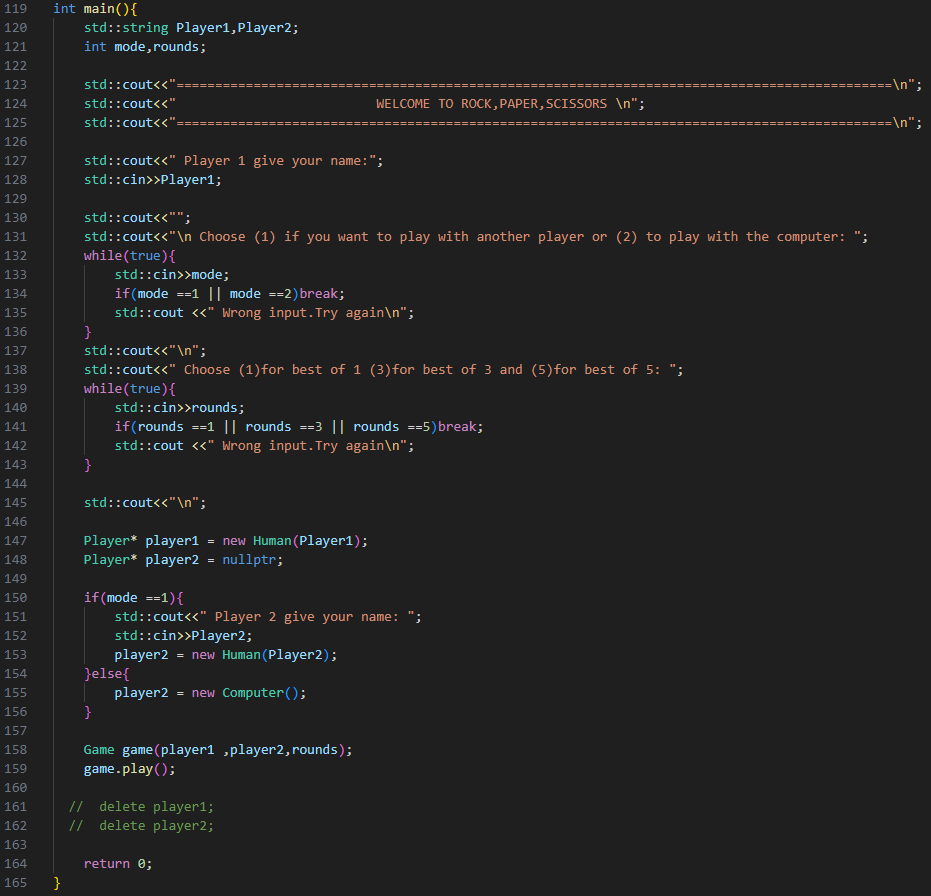 119 int main(){
120 std::string Player1,Player2;
121 int mode,rounds;
122
123 std::cout<<"=============================================================================================\n";
124 std::cout<<" WELCOME TO ROCK,PAPER,SCISSORS \n";
125 std::cout<<"=============================================================================================\n";
126
127 std::cout<<" Player 1 give your name:";
128 std::cin>>Player1;
129
130 std::cout<<"";
131 std::cout<<"\n Choose (1) if you want to play with another player or (2) to play with the computer: ";
132 while(true){
133 std::cin>>mode;
134 if(mode ==1 || mode ==2)break;
135 std::cout <<" Wrong input.Try again\n";
136 }
137 std::cout<<"\n";
138 std::cout<<" Choose (1)for best of 1 (3)for best of 3 and (5)for best of 5: ";
139 while(true){
140 std::cin>>rounds;
141 if(rounds ==1 || rounds ==3 || rounds ==5)break;
142 std::cout <<" Wrong input.Try again\n";
143 }
144
145 std::cout<<"\n";
146
147 Player* player1 = new Human(Player1);
148 Player* player2 = nullptr;
149
150 if(mode ==1){
151 std::cout<<" Player 2 give your name: ";
152 std::cin>>Player2;
153 player2 = new Human(Player2);
154 }else{
155 player2 = new Computer();
156 }
157
158 Game game(player1 ,player2,rounds);
159 game.play();
160
161 // delete player1;
162 // delete player2;
163
164 return 0;
165 }